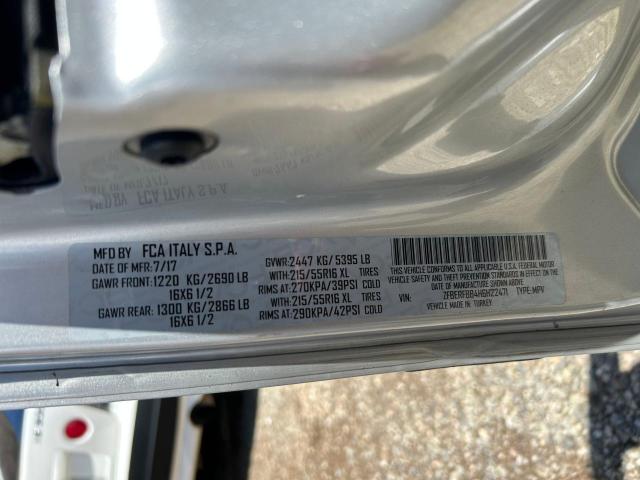 MFD BY FCA ITALY S.P.A.
DATE OF MFR: 7/17
GAWR FRONT: 1220 KG/2690 LB
16X6 1/2
GAWR REAR: 1300 KG/2866 LB
16X6 1/2
GVWR: 2447 KG/ 5395 LB
WITH: 215/55R16 XL TIRES
RIMS AT: 270KPA/39PSI COLD
WITH: 215/55R16 XL TIRES
RIMS AT: 290KPA/42PSI COLD
THIS VEHICLE CONFORMS TO ALL APPLICABLE U.S.A. FEDERAL MOTOR
VEHICLE SAFETY AND THEFT PREVENTION STANDARDS IN EFFECT ON THE
DATE OF MANUFACTURE SHOWN ABOVE.
VIN: TYPE: MPV
VEHICLE MADE IN: TURKEY